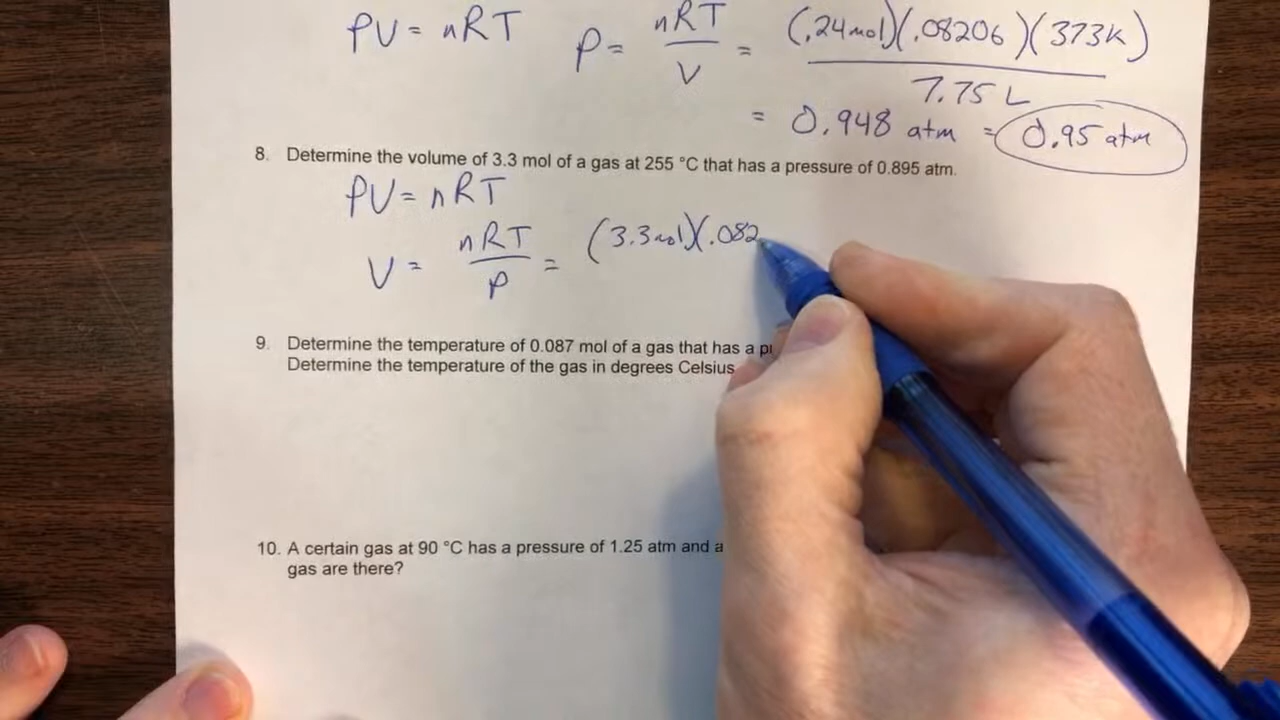 PV = nRT P = nRT / V = (.24mol)(.08206)(373K) / 7.75 L
= 0.948 atm = 0.95 atm
8. Determine the volume of 3.3 mol of a gas at 255 °C that has a pressure of 0.895 atm.
PV = nRT
V = nRT / P = (3.3mol)(.082
9. Determine the temperature of 0.087 mol of a gas that has a
Determine the temperature of the gas in degrees Celsius
10. A certain gas at 90 °C has a pressure of 1.25 atm and a
gas are there?